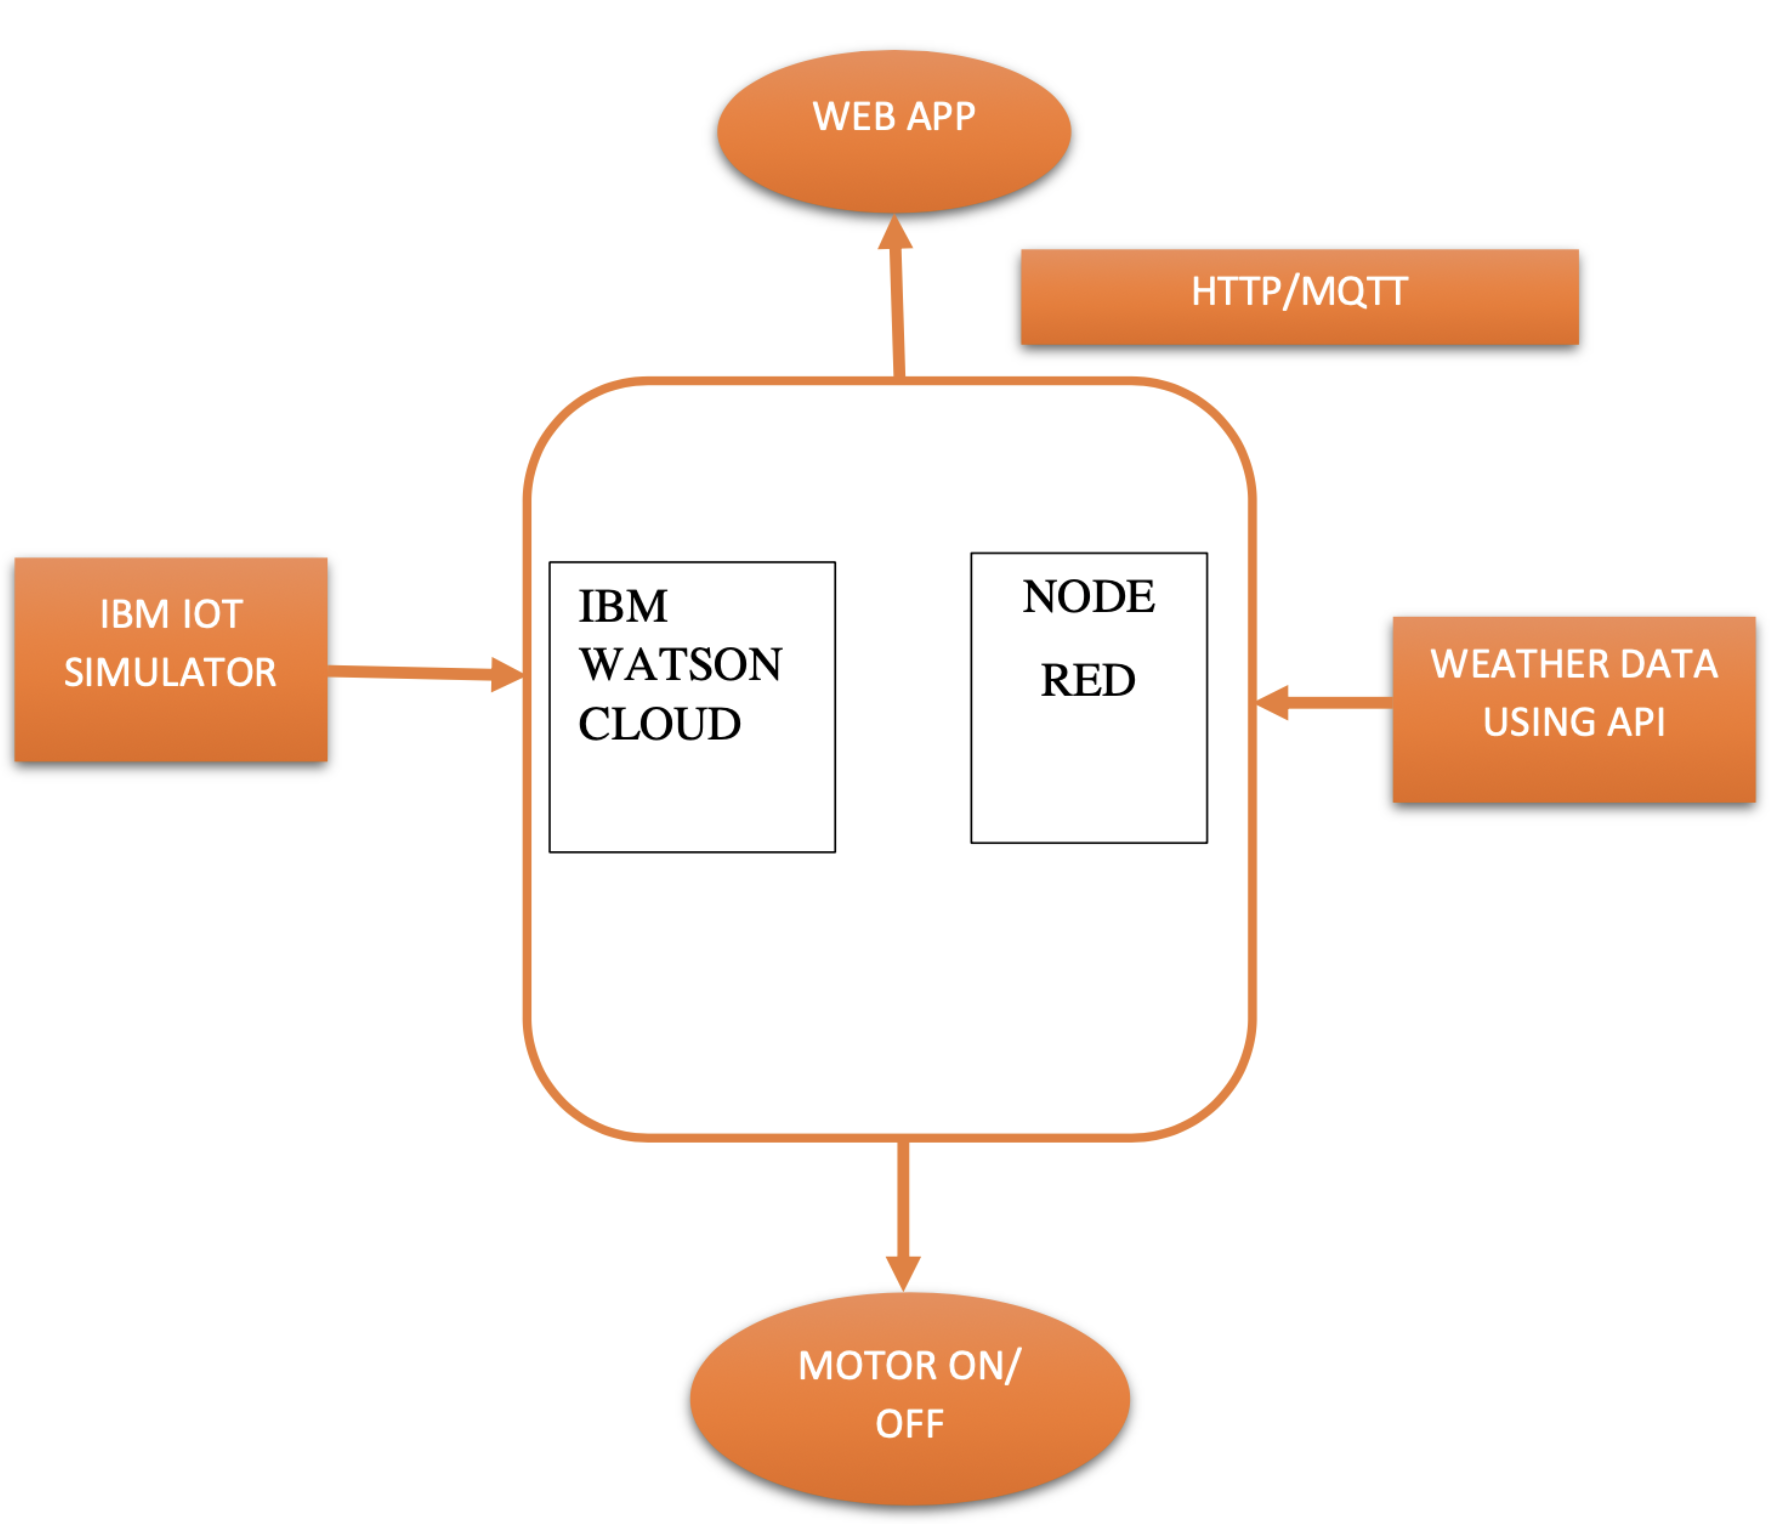 WEB APP
HTTP/MQTT
IBM IOT
SIMULATOR
IBM
WATSON
CLOUD
NODE
RED
WEATHER DATA
USING API
MOTOR ON/
OFF